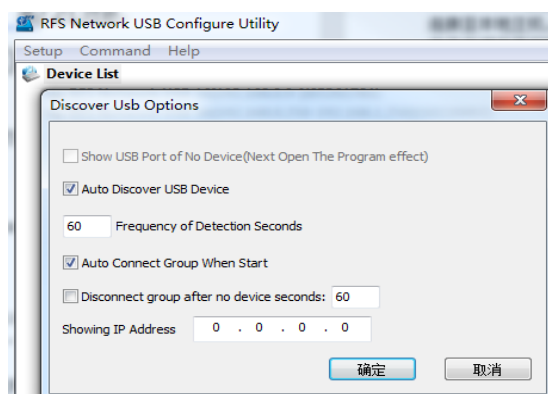 RFS Network USB Configure Utility
Setup Command Help
Device List
Discover Usb Options
Show USB Port of No Device(Next Open The Program effect)
Auto Discover USB Device
60 Frequency of Detection Seconds
Auto Connect Group When Start
Disconnect group after no device seconds: 60
Showing IP Address 0 . 0 . 0 . 0
确定 取消